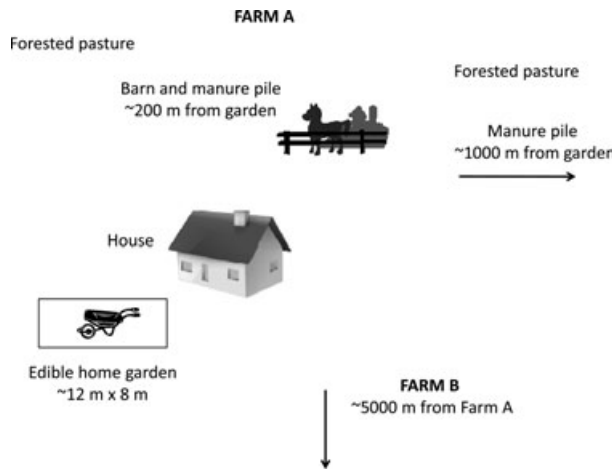 FARM A
Forested pasture
Forested pasture
Barn and manure pile
~200 m from garden
Manure pile
~1000 m from garden
House
Edible home garden
~12 m x 8 m
FARM B
~5000 m from Farm A